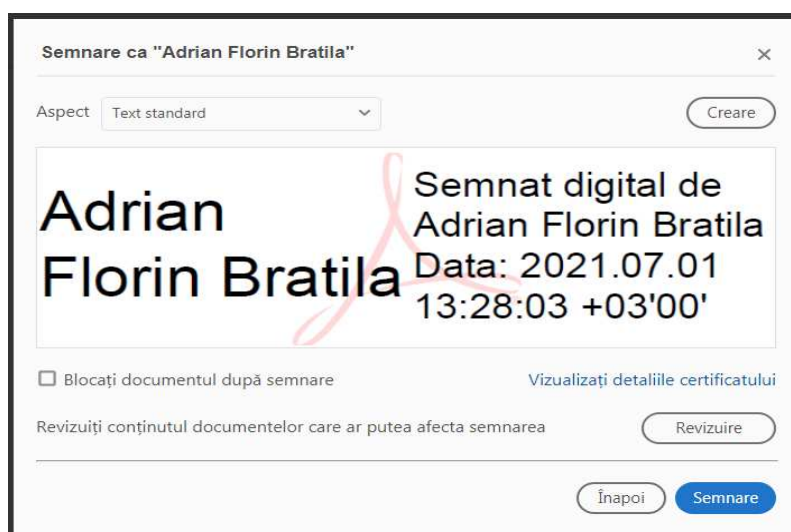 Semnare ca "Adrian Florin Bratila"
Aspect Text standard Creare
Adrian
Florin Bratila
Semnat digital de
Adrian Florin Bratila
Data: 2021.07.01
13:28:03 +03'00'
Blocați documentul după semnare Vizualizați detaliile certificatului
Revizuiți conținutul documentelor care ar putea afecta semnarea Revizuire
Înapoi Semnare